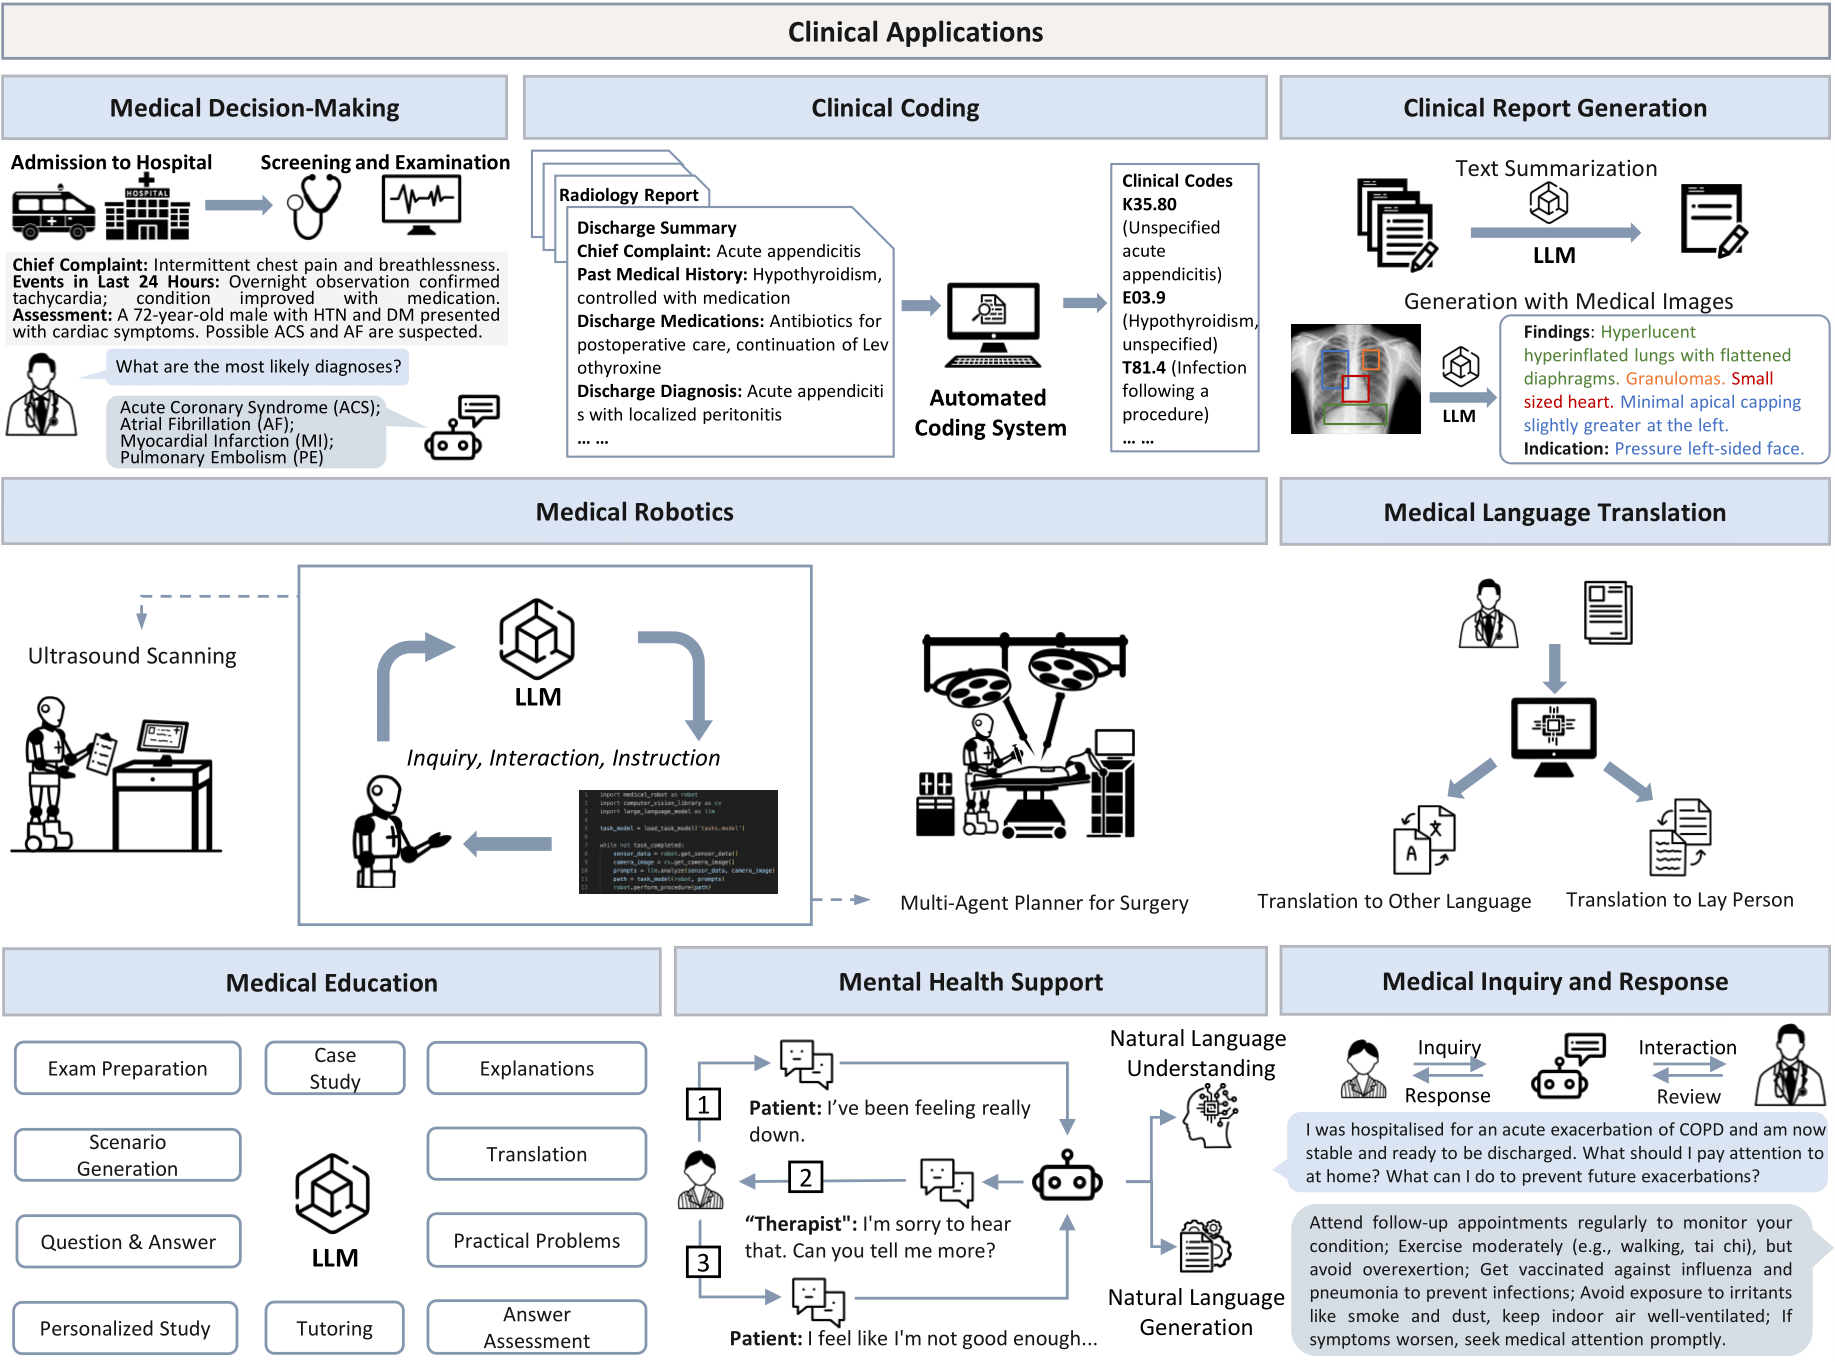 Clinical Applications
Medical Decision-Making
Admission to Hospital
Screening and Examination
HOSPITAL
Chief Complaint: Intermittent chest pain and breathlessness.
Events in Last 24 Hours: Overnight observation confirmed
tachycardia; condition improved with medication.
Assessment: A 72-year-old male with HTN and DM presented
with cardiac symptoms. Possible ACS and AF are suspected.
What are the most likely diagnoses?
Acute Coronary Syndrome (ACS);
Atrial Fibrillation (AF);
Myocardial Infarction (MI);
Pulmonary Embolism (PE)
Clinical Coding
Radiology Report
Discharge Summary
Chief Complaint: Acute appendicitis
Past Medical History: Hypothyroidism,
controlled with medication
Discharge Medications: Antibiotics for
postoperative care, continuation of Lev
othyroxine
Discharge Diagnosis: Acute appendiciti
s with localized peritonitis
... ...
Automated
Coding System
Clinical Codes
K35.80
(Unspecified
acute
appendicitis)
E03.9
(Hypothyroidism,
unspecified)
T81.4 (Infection
following a
procedure)
... ...
Clinical Report Generation
Text Summarization
LLM
Generation with Medical Images
LLM
Findings: Hyperlucent
hyperinflated lungs with flattened
diaphragms. Granulomas. Small
sized heart. Minimal apical capping
slightly greater at the left.
Indication: Pressure left-sided face.
Medical Robotics
Ultrasound Scanning
LLM
Inquiry, Interaction, Instruction
1 import medical_robot as robot
2 import computer_vision_library as cv
3 import large_language_model as llm
4
5 task_model = load_task_model('tasks.model')
6
7 while not task_completed:
8 sensor_data = robot.get_sensor_data()
9 camera_image = cv.get_camera_image()
10 prompts = llm.analyze(sensor_data, camera_image)
11 path = task_model(robot, prompts)
12 robot.perform_procedure(path)
Multi-Agent Planner for Surgery
Medical Language Translation
文
A
Translation to Other Language
Translation to Lay Person
Medical Education
Exam Preparation
Case
Study
Explanations
Scenario
Generation
Translation
LLM
Question & Answer
Practical Problems
Personalized Study
Tutoring
Answer
Assessment
Mental Health Support
1
Patient: I’ve been feeling really
down.
2
“Therapist": I'm sorry to hear
that. Can you tell me more?
3
Patient: I feel like I'm not good enough...
Natural Language
Understanding
Natural Language
Generation
Medical Inquiry and Response
Inquiry
Response
Interaction
Review
I was hospitalised for an acute exacerbation of COPD and am now
stable and ready to be discharged. What should I pay attention to
at home? What can I do to prevent future exacerbations?
Attend follow-up appointments regularly to monitor your
condition; Exercise moderately (e.g., walking, tai chi), but
avoid overexertion; Get vaccinated against influenza and
pneumonia to prevent infections; Avoid exposure to irritants
like smoke and dust, keep indoor air well-ventilated; If
symptoms worsen, seek medical attention promptly.